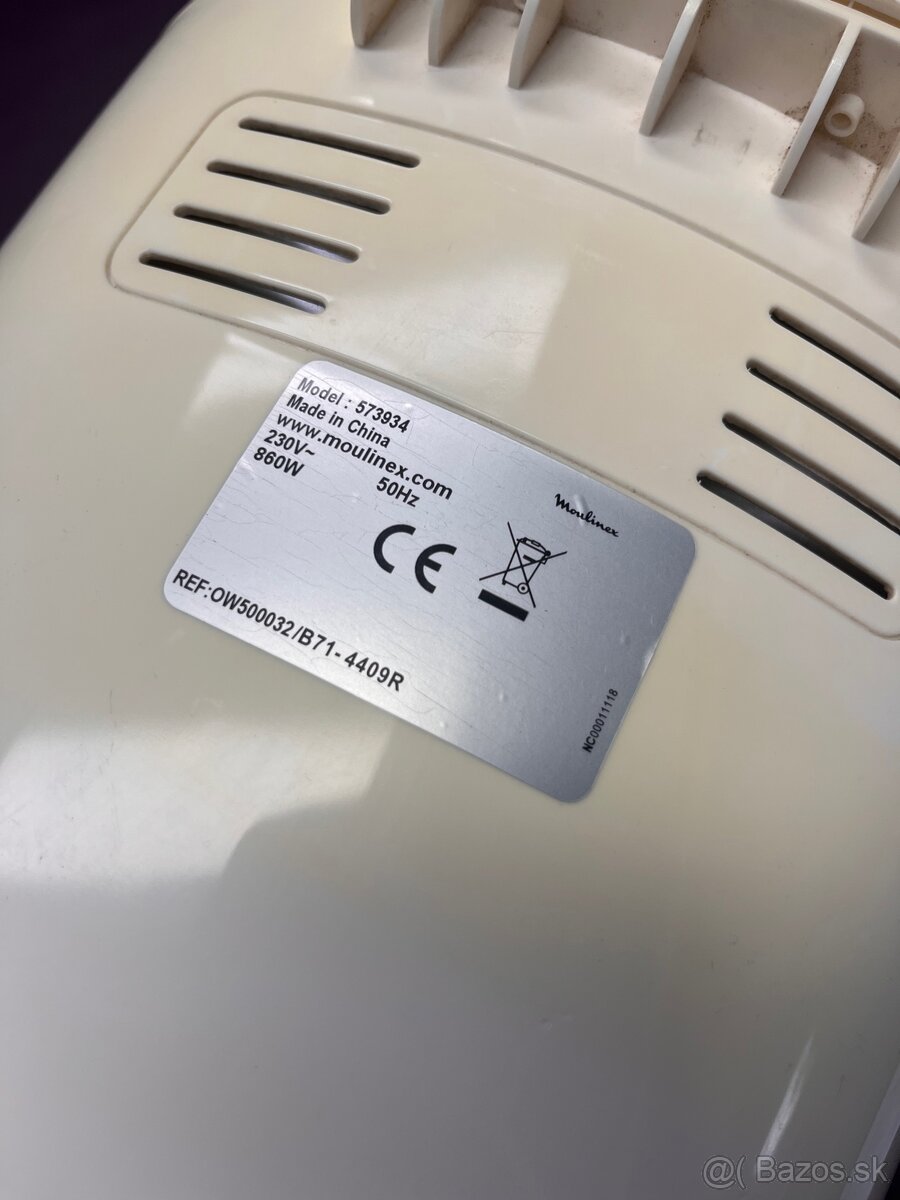 Model : 573934
Made in China
www.moulinex.com
230V~ 50Hz
860W
Moulinex
CE
REF:OW500032/B71-4409R
NC00011118
@( Bazos.sk